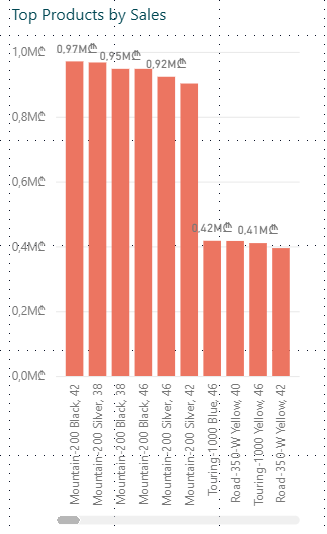 Top Products by Sales
1,0M₾
0,8M₾
0,6M₾
0,4M₾
0,2M₾
0,0M₾
0,97M₾
0,95M₾
0,92M₾
0,42M₾
0,41M₾
Mountain-200 Black, 42
Mountain-200 Silver, 38
Mountain-200 Black, 38
Mountain-200 Black, 46
Mountain-200 Silver, 46
Mountain-200 Silver, 42
Touring-1000 Blue, 46
Road-350-W Yellow, 40
Touring-1000 Yellow, 46
Road-350-W Yellow, 42